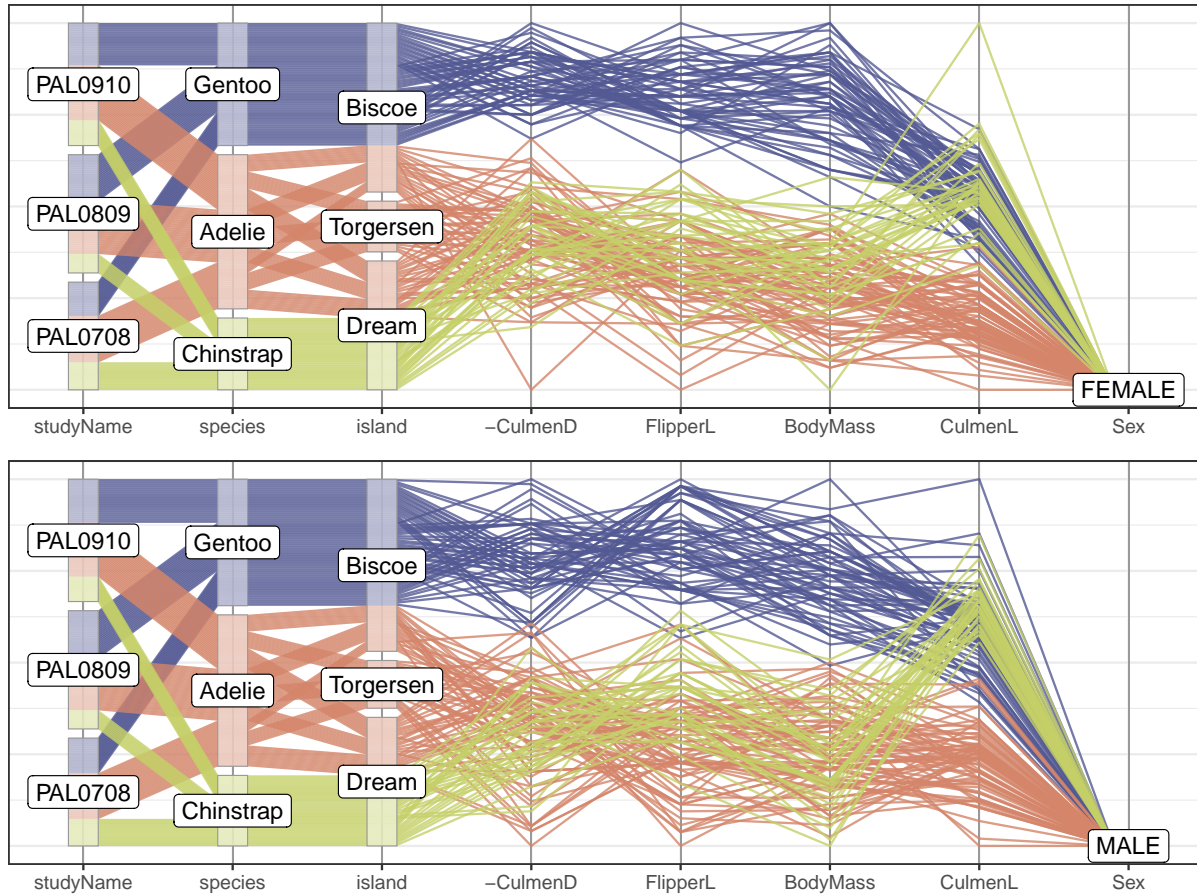 PAL0910
Gentoo
Biscoe
PAL0809
Adelie
Torgersen
PAL0708
Chinstrap
Dream
FEMALE
studyName species island −CulmenD FlipperL BodyMass CulmenL Sex
PAL0910
Gentoo
Biscoe
PAL0809
Adelie
Torgersen
PAL0708
Chinstrap
Dream
MALE
studyName species island −CulmenD FlipperL BodyMass CulmenL Sex